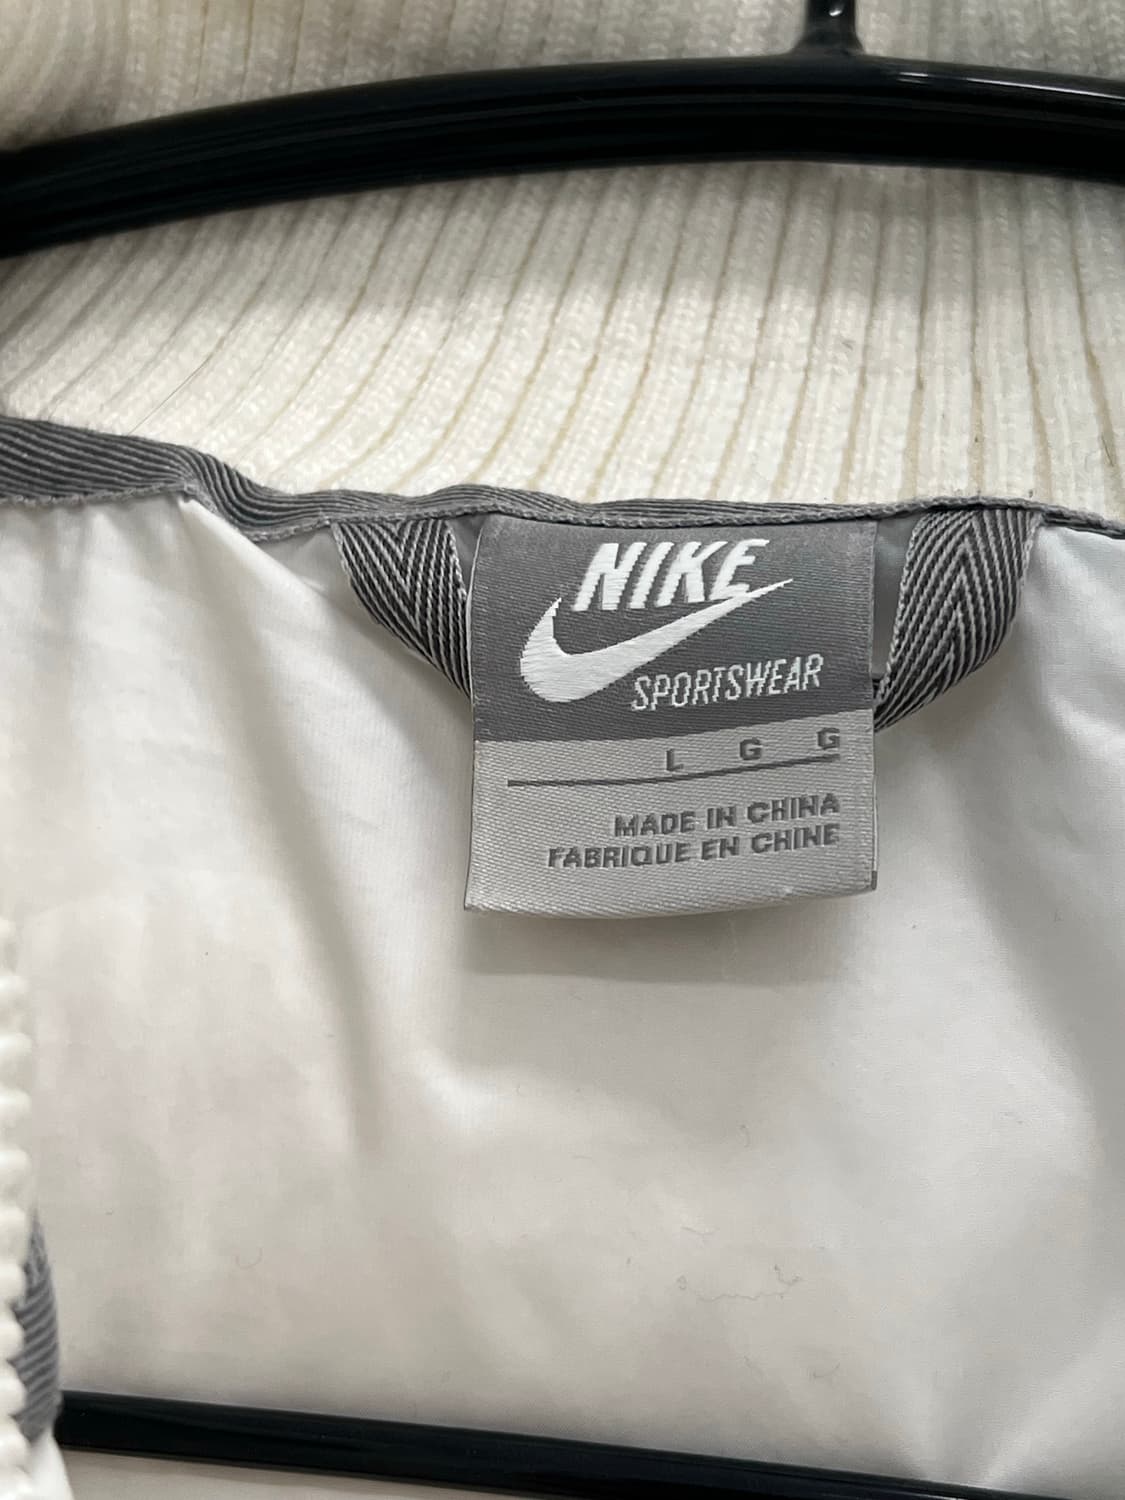 NIKE
SPORTSWEAR
L G G
MADE IN CHINA
FABRIQUE EN CHINE